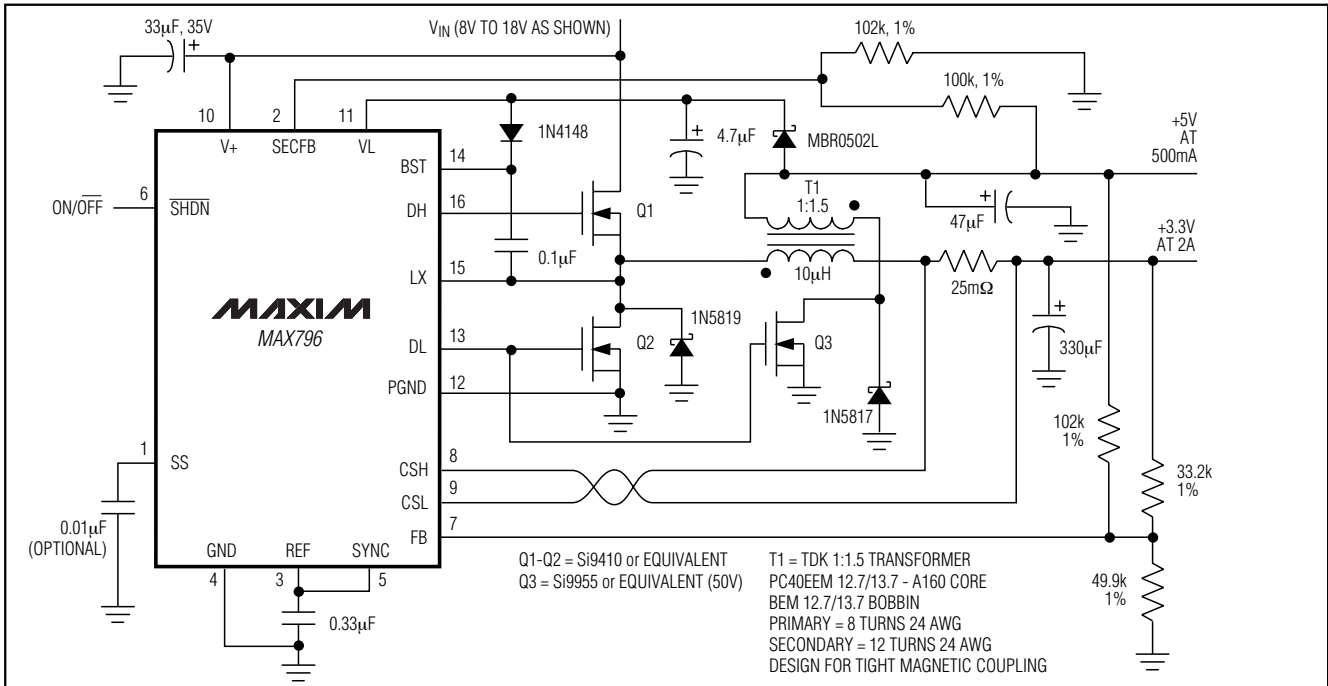 33µF, 35V
+
VIN (8V TO 18V AS SHOWN)
102k, 1%
100k, 1%
10
2
11
V+
SECFB
VL
1N4148
+
4.7µF
MBR0502L
+5V
AT
500mA
BST
14
6
ON/OFF
SHDN
DH
16
Q1
T1
1:1.5
+
47µF
+3.3V
AT 2A
0.1µF
LX
15
10µH
25mΩ
MAXIM
MAX796
1N5819
DL
13
Q2
Q3
+
330µF
PGND
12
1N5817
102k
1%
1
SS
CSH
8
33.2k
1%
CSL
9
0.01µF
(OPTIONAL)
FB
7
GND
REF
SYNC
4
3
5
0.33µF
Q1-Q2 = Si9410 or EQUIVALENT
Q3 = Si9955 or EQUIVALENT (50V)
T1 = TDK 1:1.5 TRANSFORMER
PC40EEM 12.7/13.7 - A160 CORE
BEM 12.7/13.7 BOBBIN
PRIMARY = 8 TURNS 24 AWG
SECONDARY = 12 TURNS 24 AWG
DESIGN FOR TIGHT MAGNETIC COUPLING
49.9k
1%